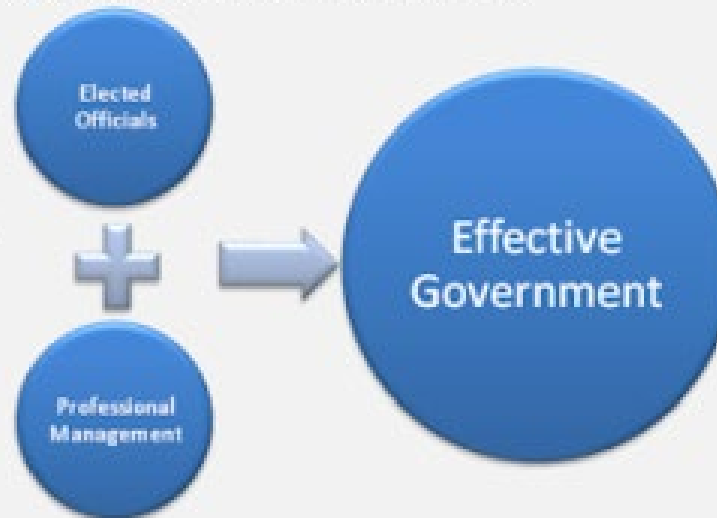 Elected
Officials
Effective
Government
Professional
Management